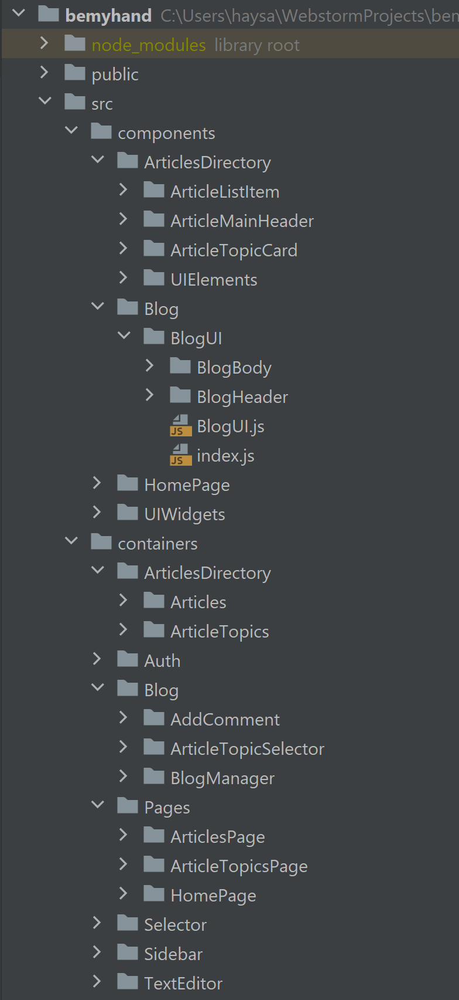 bemyhand C:\Users\haysa\WebstormProjects\ben
node_modules library root
public
src
components
ArticlesDirectory
ArticleListItem
ArticleMainHeader
ArticleTopicCard
UIElements
Blog
BlogUI
BlogBody
BlogHeader
JS BlogUI.js
JS index.js
HomePage
UIWidgets
containers
ArticlesDirectory
Articles
ArticleTopics
Auth
Blog
AddComment
ArticleTopicSelector
BlogManager
Pages
ArticlesPage
ArticleTopicsPage
HomePage
Selector
Sidebar
TextEditor